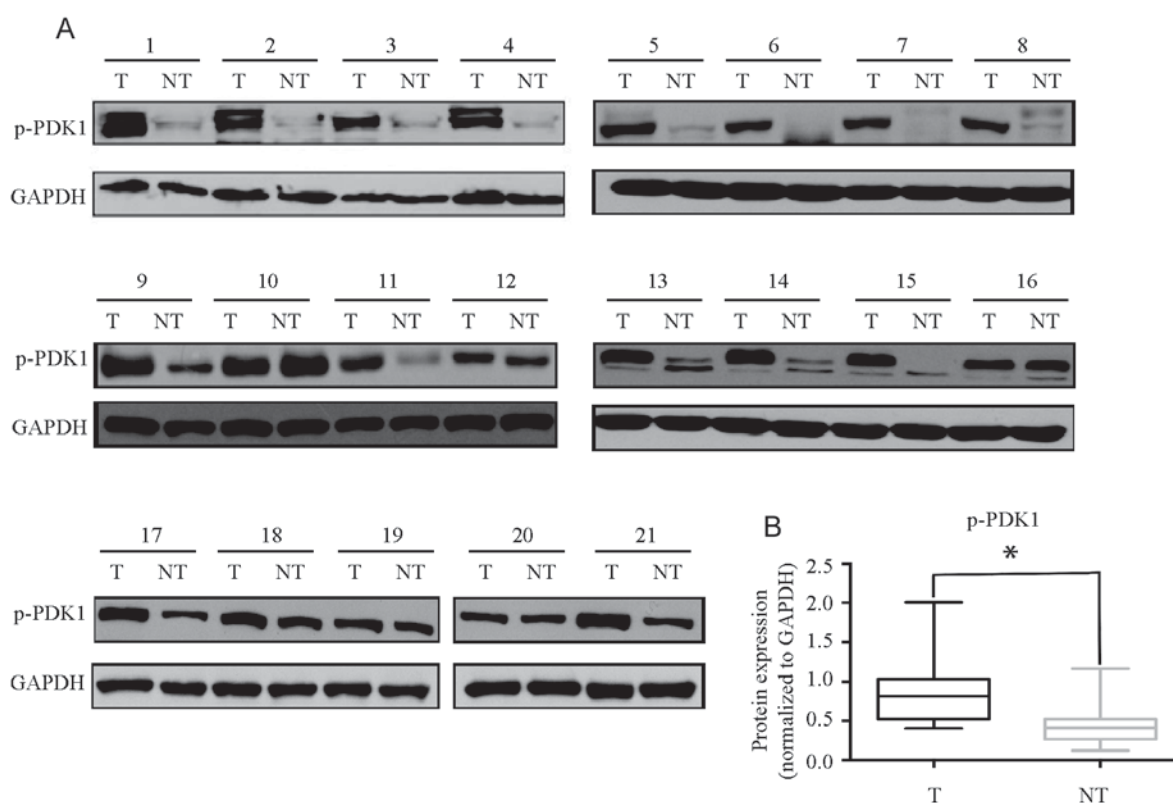 A
1 2 3 4 5 6 7 8
T NT T NT T NT T NT T NT T NT T NT T NT
p-PDK1
GAPDH
9 10 11 12 13 14 15 16
T NT T NT T NT T NT T NT T NT T NT T NT
p-PDK1
GAPDH
17 18 19 20 21
T NT T NT T NT T NT T NT
p-PDK1
GAPDH
B
p-PDK1
*
Protein expression
(normalized to GAPDH)
2.5
2.0
1.5
1.0
0.5
0.0
T NT